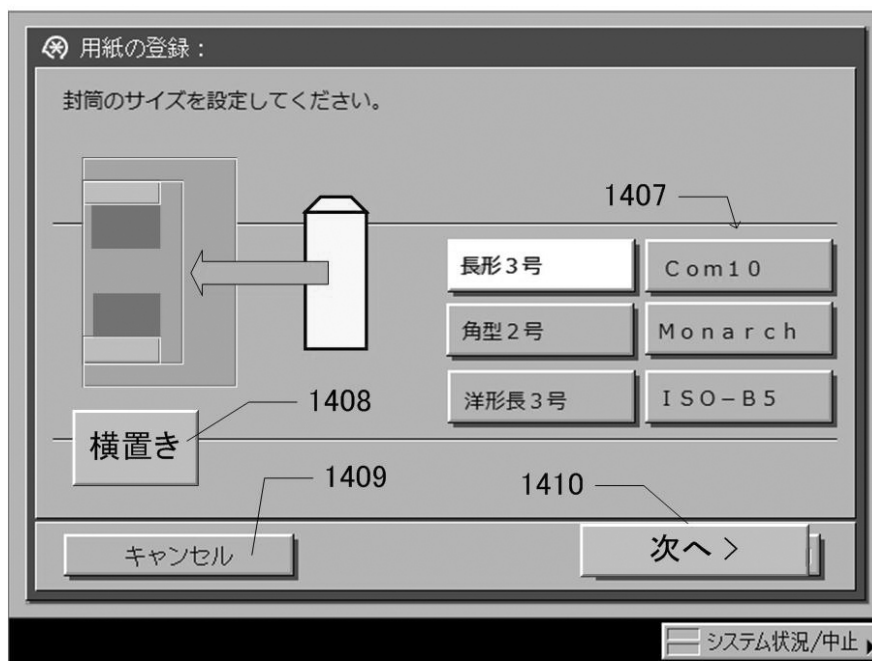 用紙の登録：
封筒のサイズを設定してください。
1407
長形３号
Ｃｏｍ１０
角型２号
Ｍｏｎａｒｃｈ
洋形長３号
ＩＳＯ－Ｂ５
1408
横置き
1409
1410
キャンセル
次へ >
システム状況/中止